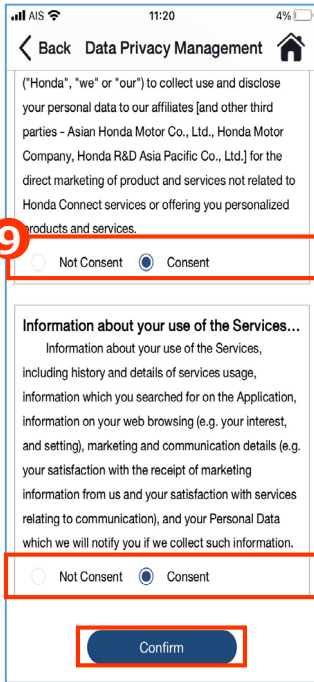 AIS 11:20 4%
Back Data Privacy Management
("Honda", "we" or "our") to collect use and disclose
your personal data to our affiliates [and other third
parties - Asian Honda Motor Co., Ltd., Honda Motor
Company, Honda R&D Asia Pacific Co., Ltd.] for the
direct marketing of product and services not related to
Honda Connect services or offering you personalized
products and services.
9
Not Consent Consent
Information about your use of the Services...
Information about your use of the Services,
including history and details of services usage,
information which you searched for on the Application,
information on your web browsing (e.g. your interest,
and setting), marketing and communication details (e.g.
your satisfaction with the receipt of marketing
information from us and your satisfaction with services
relating to communication), and your Personal Data
which we will notify you if we collect such information.
Not Consent Consent
Confirm